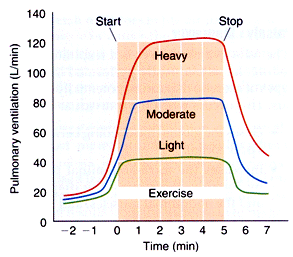 Start Stop
Pulmonary ventilation (L/min)
140
120
100
80
60
40
20
0
Heavy
Moderate
Light
Exercise
−2 −1 0 1 2 3 4 5 6 7
Time (min)